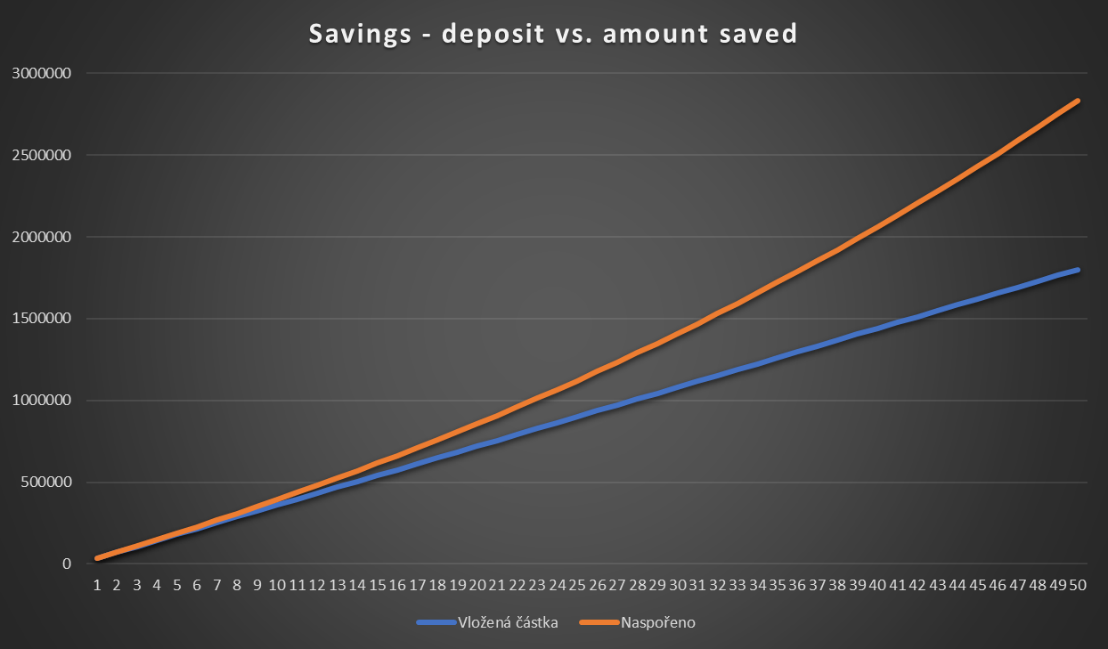 Savings - deposit vs. amount saved
3000000
2500000
2000000
1500000
1000000
500000
0
1 2 3 4 5 6 7 8 9 10 11 12 13 14 15 16 17 18 19 20 21 22 23 24 25 26 27 28 29 30 31 32 33 34 35 36 37 38 39 40 41 42 43 44 45 46 47 48 49 50
Vložená částka Naspořeno